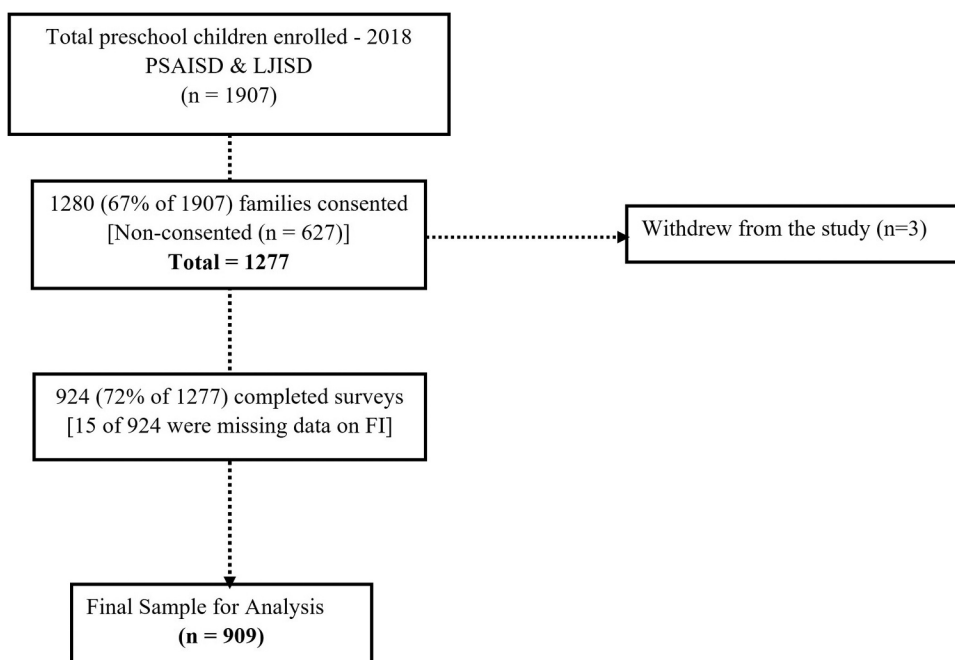 Total preschool children enrolled - 2018
PSAISD & LJISD
(n = 1907)
1280 (67% of 1907) families consented
[Non-consented (n = 627)]
Total = 1277
Withdrew from the study (n=3)
924 (72% of 1277) completed surveys
[15 of 924 were missing data on FI]
Final Sample for Analysis
(n = 909)